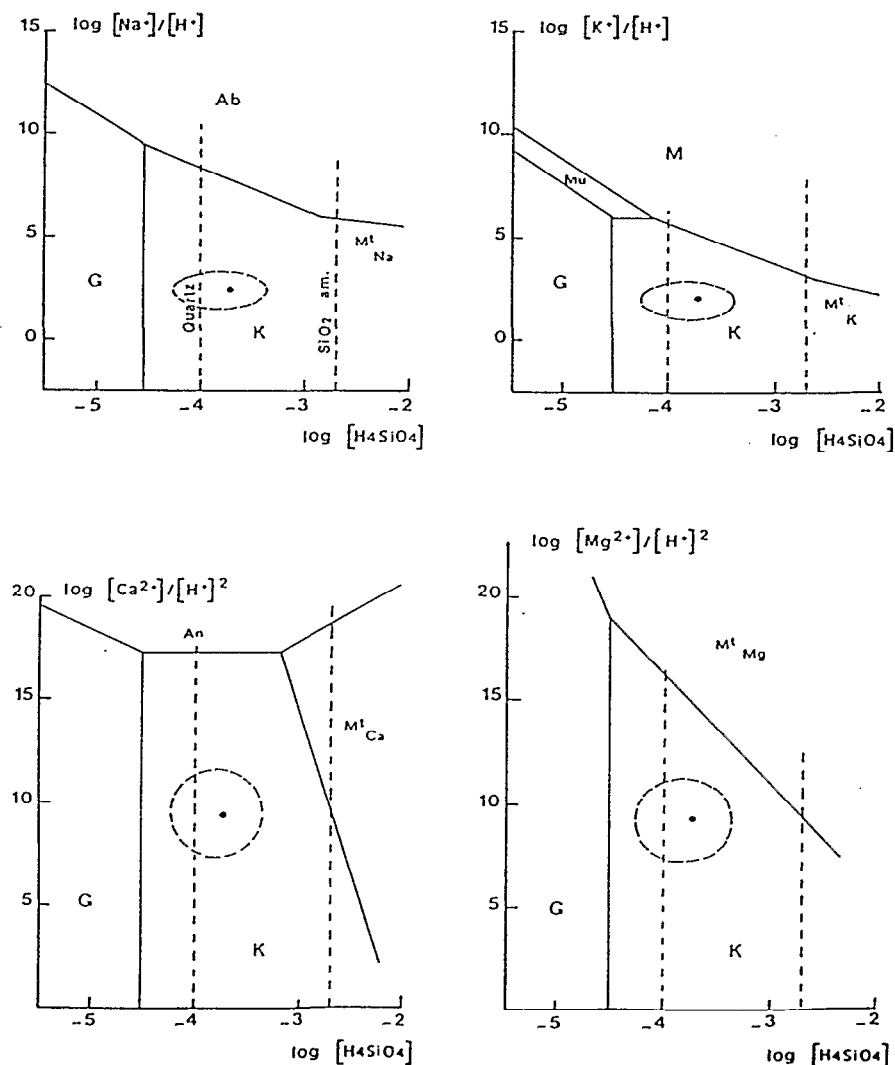 log [Na⁺]/[H⁺]
15
10
5
0
Ab
G
Quartz
K
SiO₂ am.
Mᵗ Na
-5 -4 -3 -2
log [H₄SiO₄]
log [K⁺]/[H⁺]
15
10
5
0
M
Mu
G
K
Mᵗ K
-5 -4 -3 -2
log [H₄SiO₄]
log [Ca²⁺]/[H⁺]²
20
15
10
5
An
Mᵗ Ca
G
K
-5 -4 -3 -2
log [H₄SiO₄]
log [Mg²⁺]/[H⁺]²
20
15
10
5
Mᵗ Mg
G
K
-5 -4 -3 -2
log [H₄SiO₄]